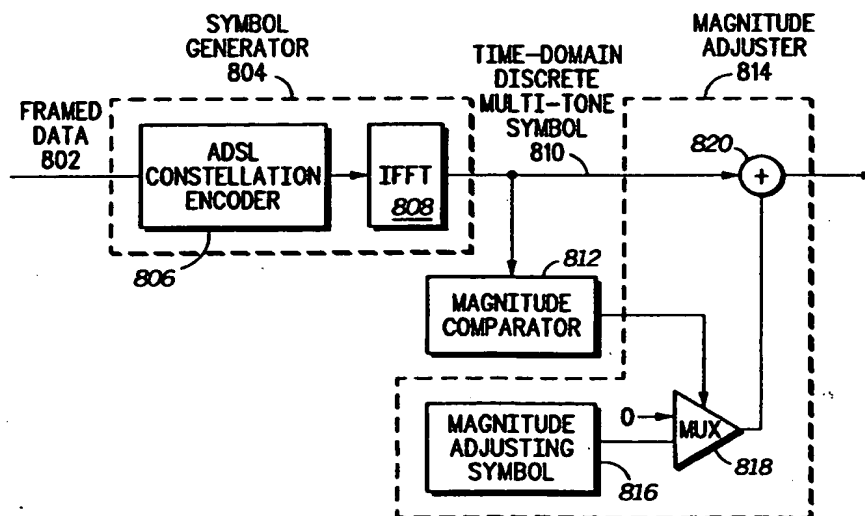 SYMBOL
GENERATOR
804
FRAMED
DATA
802
ADSL
CONSTELLATION
ENCODER
806
IFFT
808
TIME-DOMAIN
DISCRETE
MULTI-TONE
SYMBOL
810
MAGNITUDE
ADJUSTER
814
820
+
812
MAGNITUDE
COMPARATOR
0
MUX
818
MAGNITUDE
ADJUSTING
SYMBOL
816